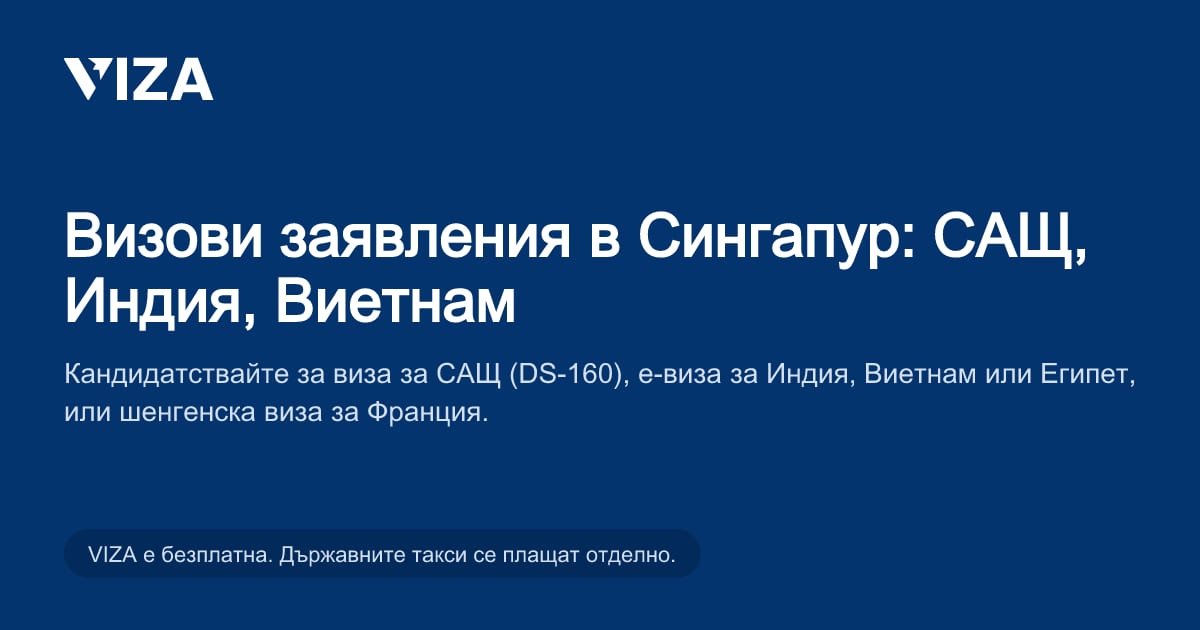 VIZA
Визови заявления в Сингапур: САЩ,
Индия, Виетнам
Кандидатствайте за виза за САЩ (DS-160), е-виза за Индия, Виетнам или Египет,
или шенгенска виза за Франция.
VIZA е безплатна. Държавните такси се плащат отделно.